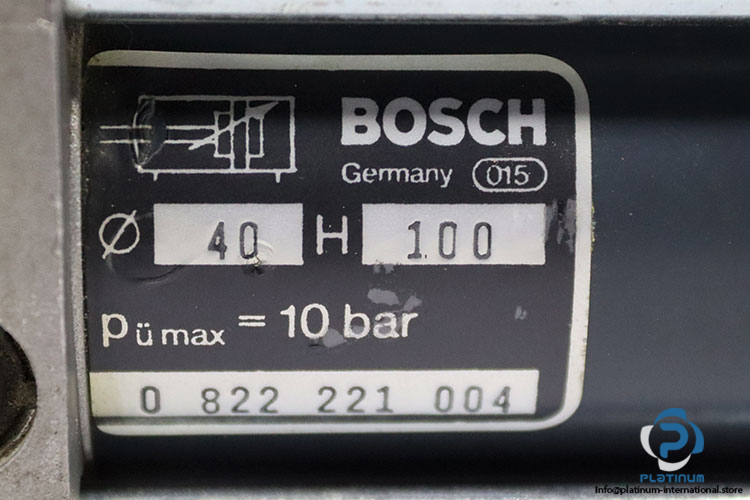 BOSCH
Germany 015
Ø 40 H 100
pü max = 10 bar
0 822 221 004
PLATINUM
Info@platinum-international.store